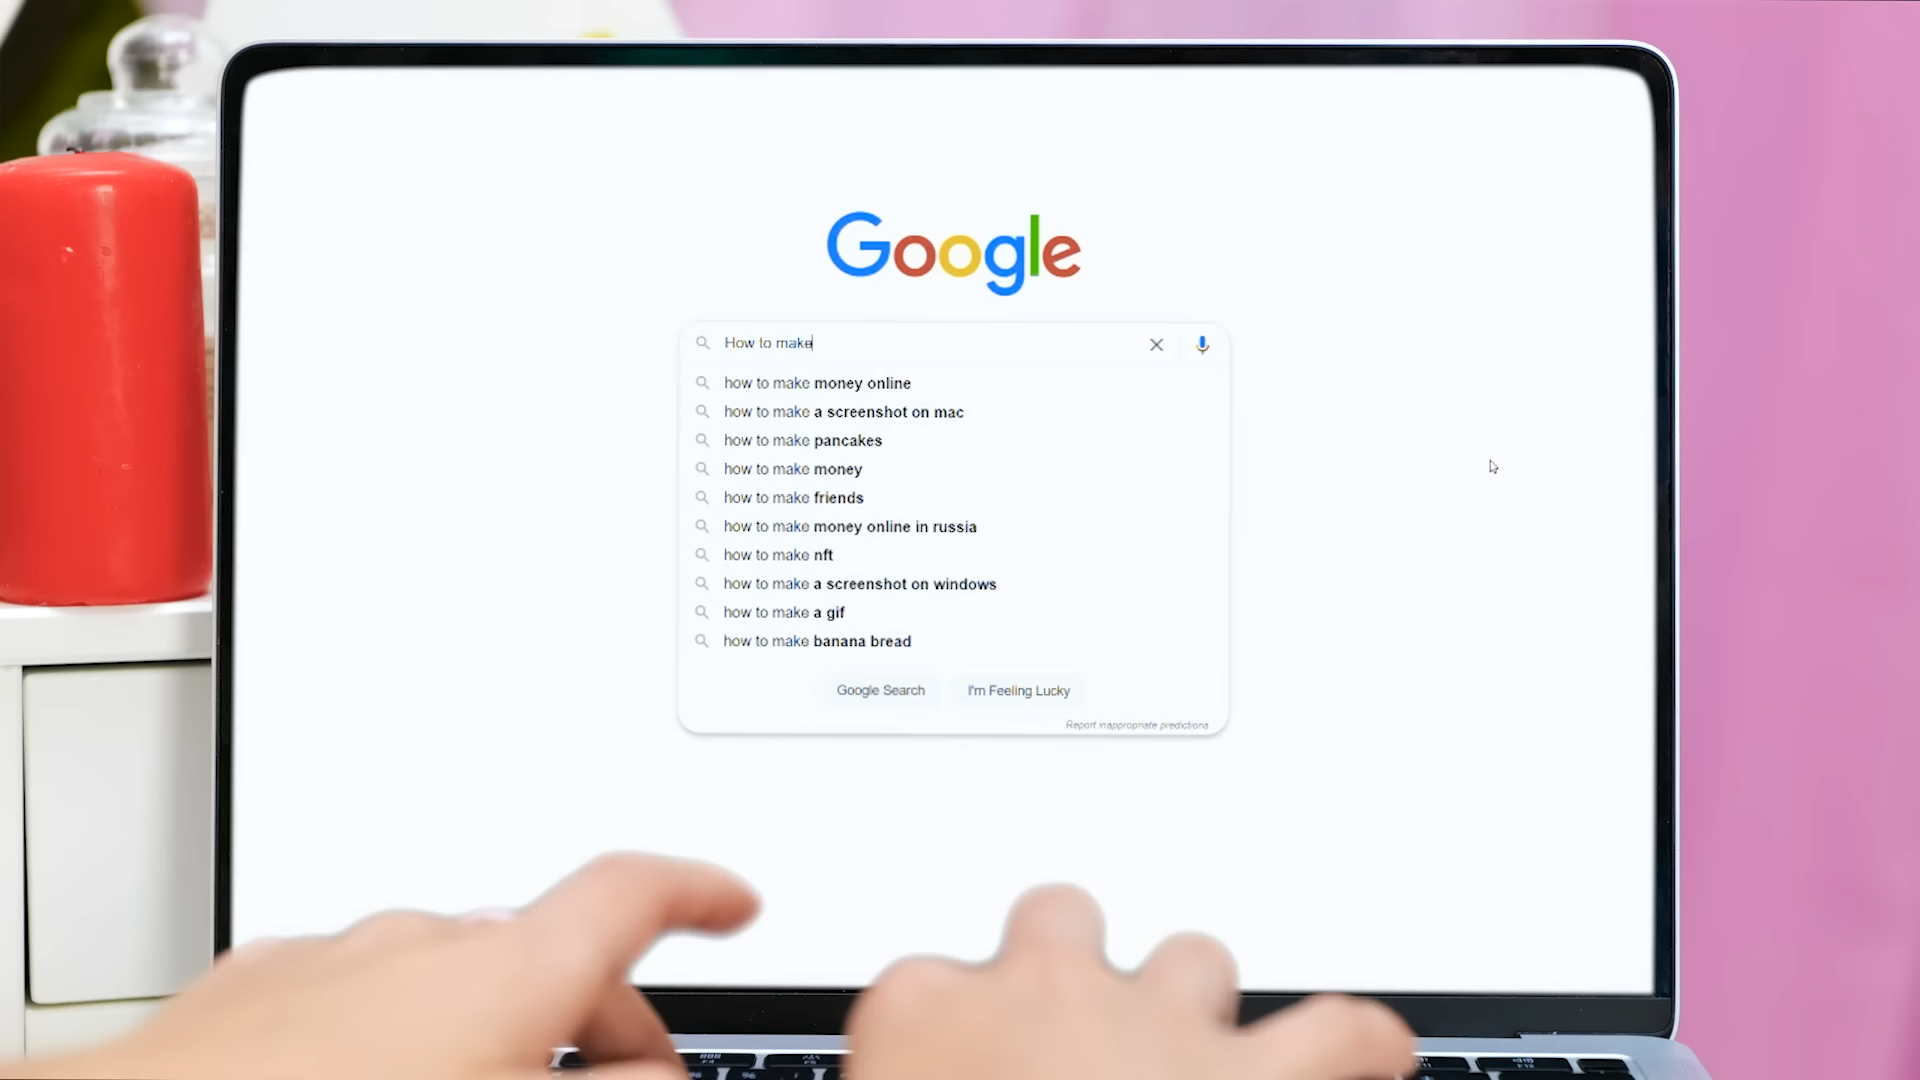 Google
How to make
how to make money online
how to make a screenshot on mac
how to make pancakes
how to make money
how to make friends
how to make money online in russia
how to make nft
how to make a screenshot on windows
how to make a gif
how to make banana bread
Google Search
I'm Feeling Lucky
Report inappropriate predictions